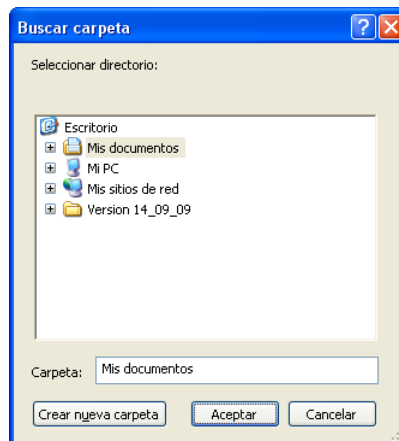 Buscar carpeta
Seleccionar directorio:
Escritorio
Mis documentos
Mi PC
Mis sitios de red
Version 14_09_09
Carpeta: Mis documentos
Crear nueva carpeta Aceptar Cancelar